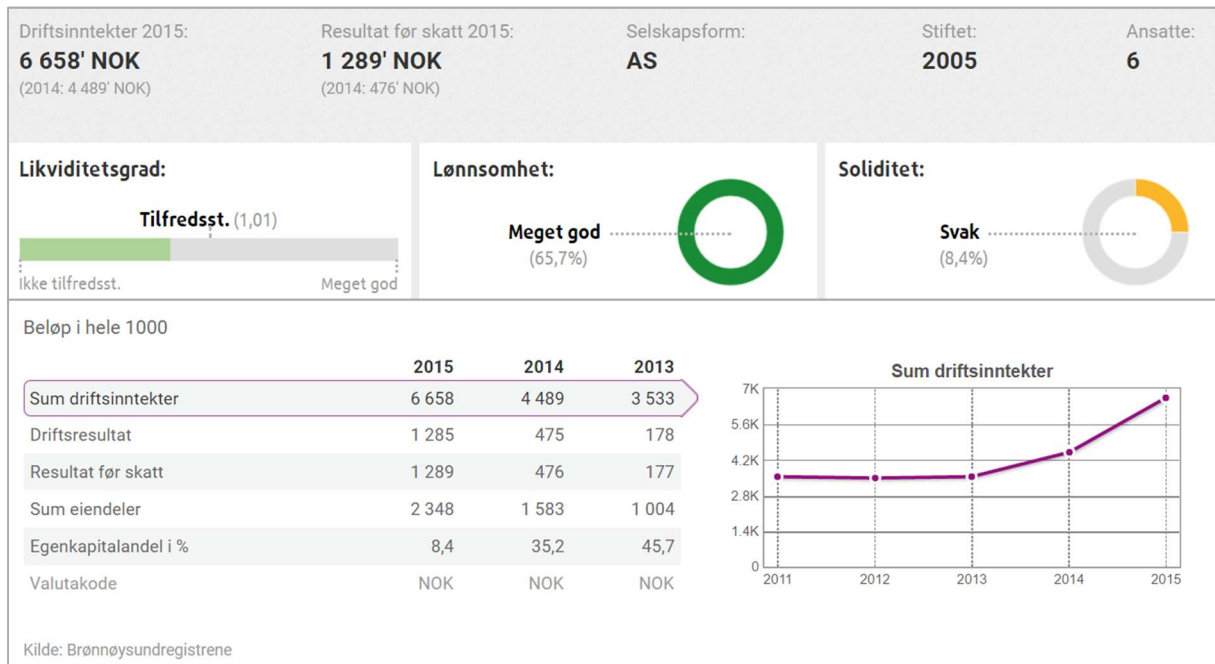 Driftsinntekter 2015: Resultat før skatt 2015: Selskapsform: Stiftet: Ansatte:
6 658' NOK 1 289' NOK AS 2005 6
(2014: 4 489' NOK) (2014: 476' NOK)
Likviditetsgrad:
Tilfredsst. (1,01)
Ikke tilfredsst. Meget god
Lønnsomhet:
Meget god
(65,7%)
Soliditet:
Svak
(8,4%)
Beløp i hele 1000
2015 2014 2013
Sum driftsinntekter 6 658 4 489 3 533
Driftsresultat 1 285 475 178
Resultat før skatt 1 289 476 177
Sum eiendeler 2 348 1 583 1 004
Egenkapitalandel i % 8,4 35,2 45,7
Valutakode NOK NOK NOK
Sum driftsinntekter
7K
5.6K
4.2K
2.8K
1.4K
0
2011 2012 2013 2014 2015
Kilde: Brønnøysundregistrene